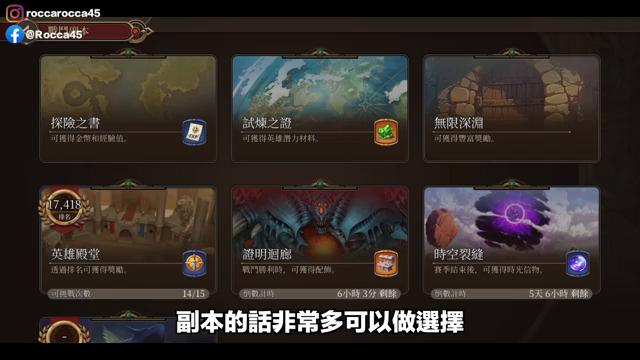 roccarocca45
戰鬥副本
@Rocca45
探險之書
可獲得金幣和經驗值。
試煉之證
可獲得英雄潛力材料。
無限深淵
可獲得豐富獎勵。
17,418
排名
英雄殿堂
透過排名可獲得獎勵。
可挑戰次數 14/15
證明迴廊
戰鬥勝利時，可獲得配飾。
倒數計時 6小時 3分 剩餘
時空裂縫
賽季結束後，可獲得時光信物。
倒數計時 5天 6小時 剩餘
副本的話非常多可以做選擇